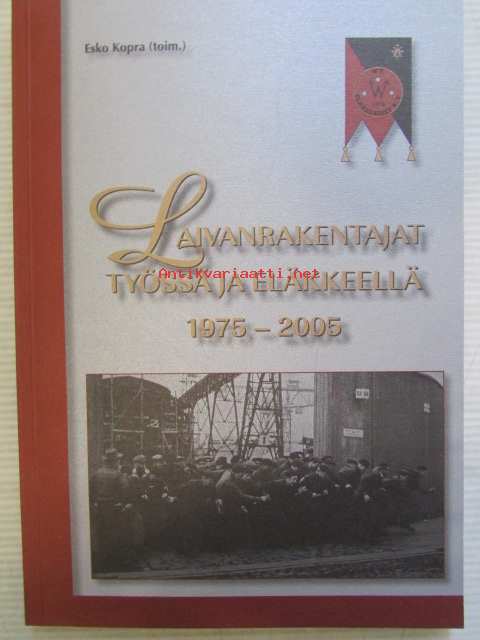 Esko Kopra (toim.)
W
LAIVANRAKENTAJAT
TYÖSSÄ JA ELÄKKEELLÄ
Antikvariaatti.net
1975 – 2005